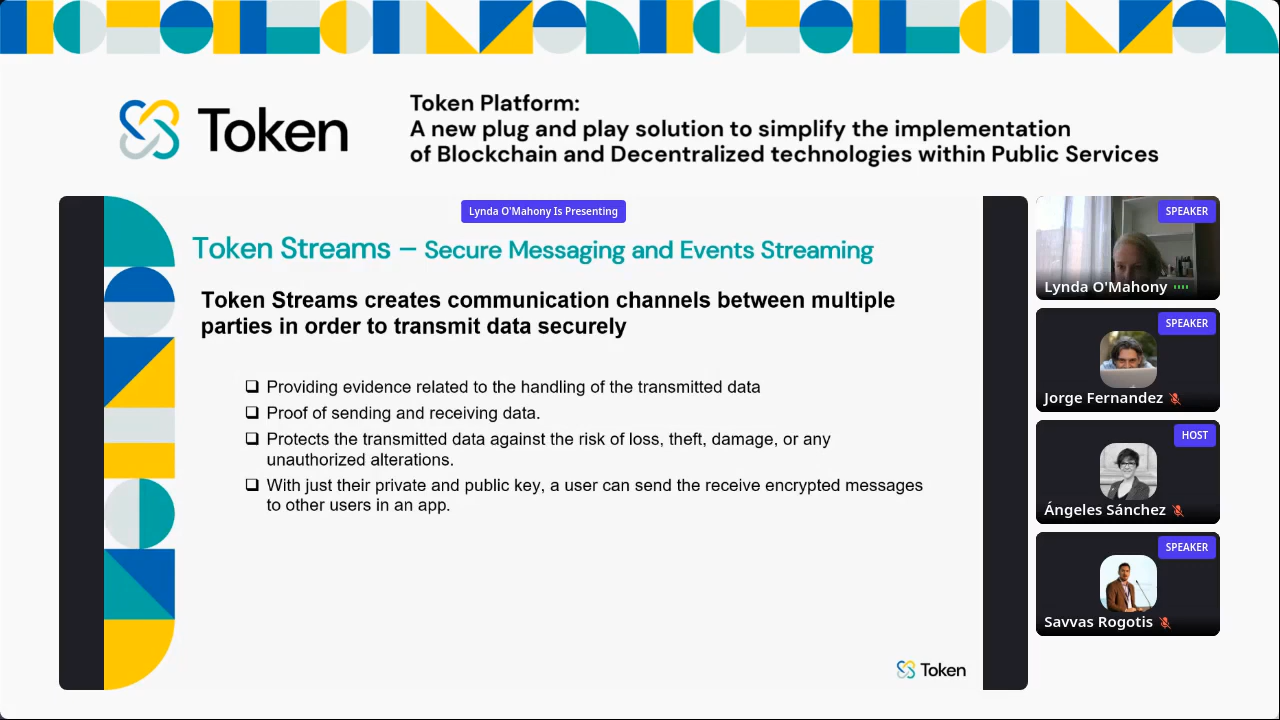 Token
Token Platform:
A new plug and play solution to simplify the implementation
of Blockchain and Decentralized technologies within Public Services
Lynda O'Mahony Is Presenting
Token Streams – Secure Messaging and Events Streaming
Token Streams creates communication channels between multiple
parties in order to transmit data securely
Providing evidence related to the handling of the transmitted data
Proof of sending and receiving data.
Protects the transmitted data against the risk of loss, theft, damage, or any
unauthorized alterations.
With just their private and public key, a user can send the receive encrypted messages
to other users in an app.
Token
SPEAKER
Lynda O'Mahony
SPEAKER
Jorge Fernandez
HOST
Ángeles Sánchez
SPEAKER
Savvas Rogotis